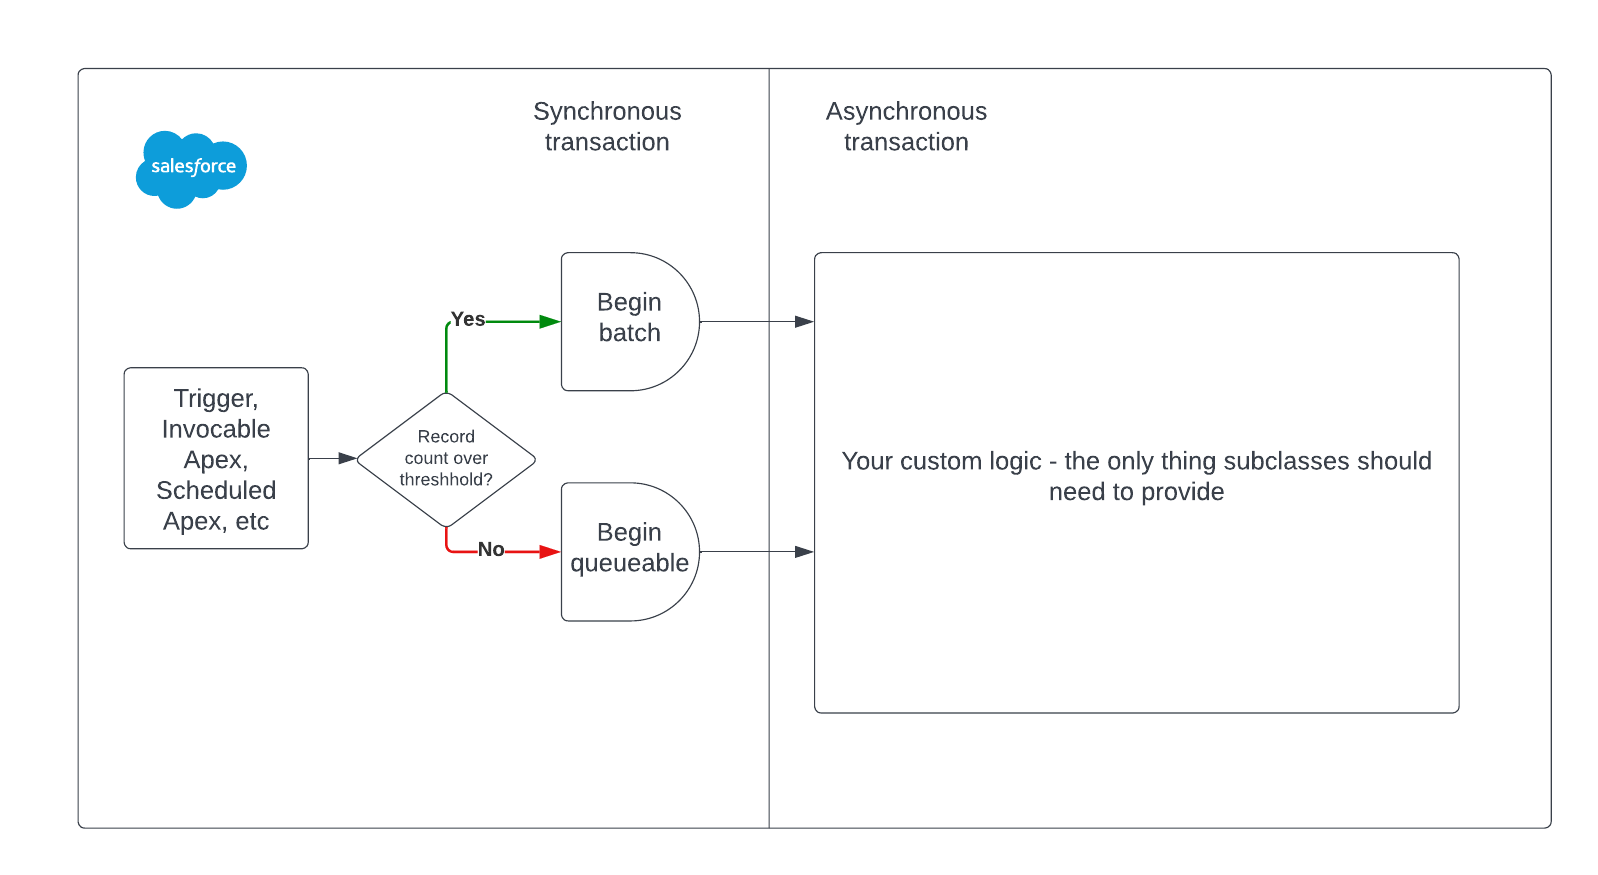 Synchronous
transaction
Asynchronous
transaction
salesforce
Begin
batch
Yes
Trigger,
Invocable
Apex,
Scheduled
Apex, etc
Record
count over
threshhold?
Your custom logic - the only thing subclasses should
need to provide
No
Begin
queueable